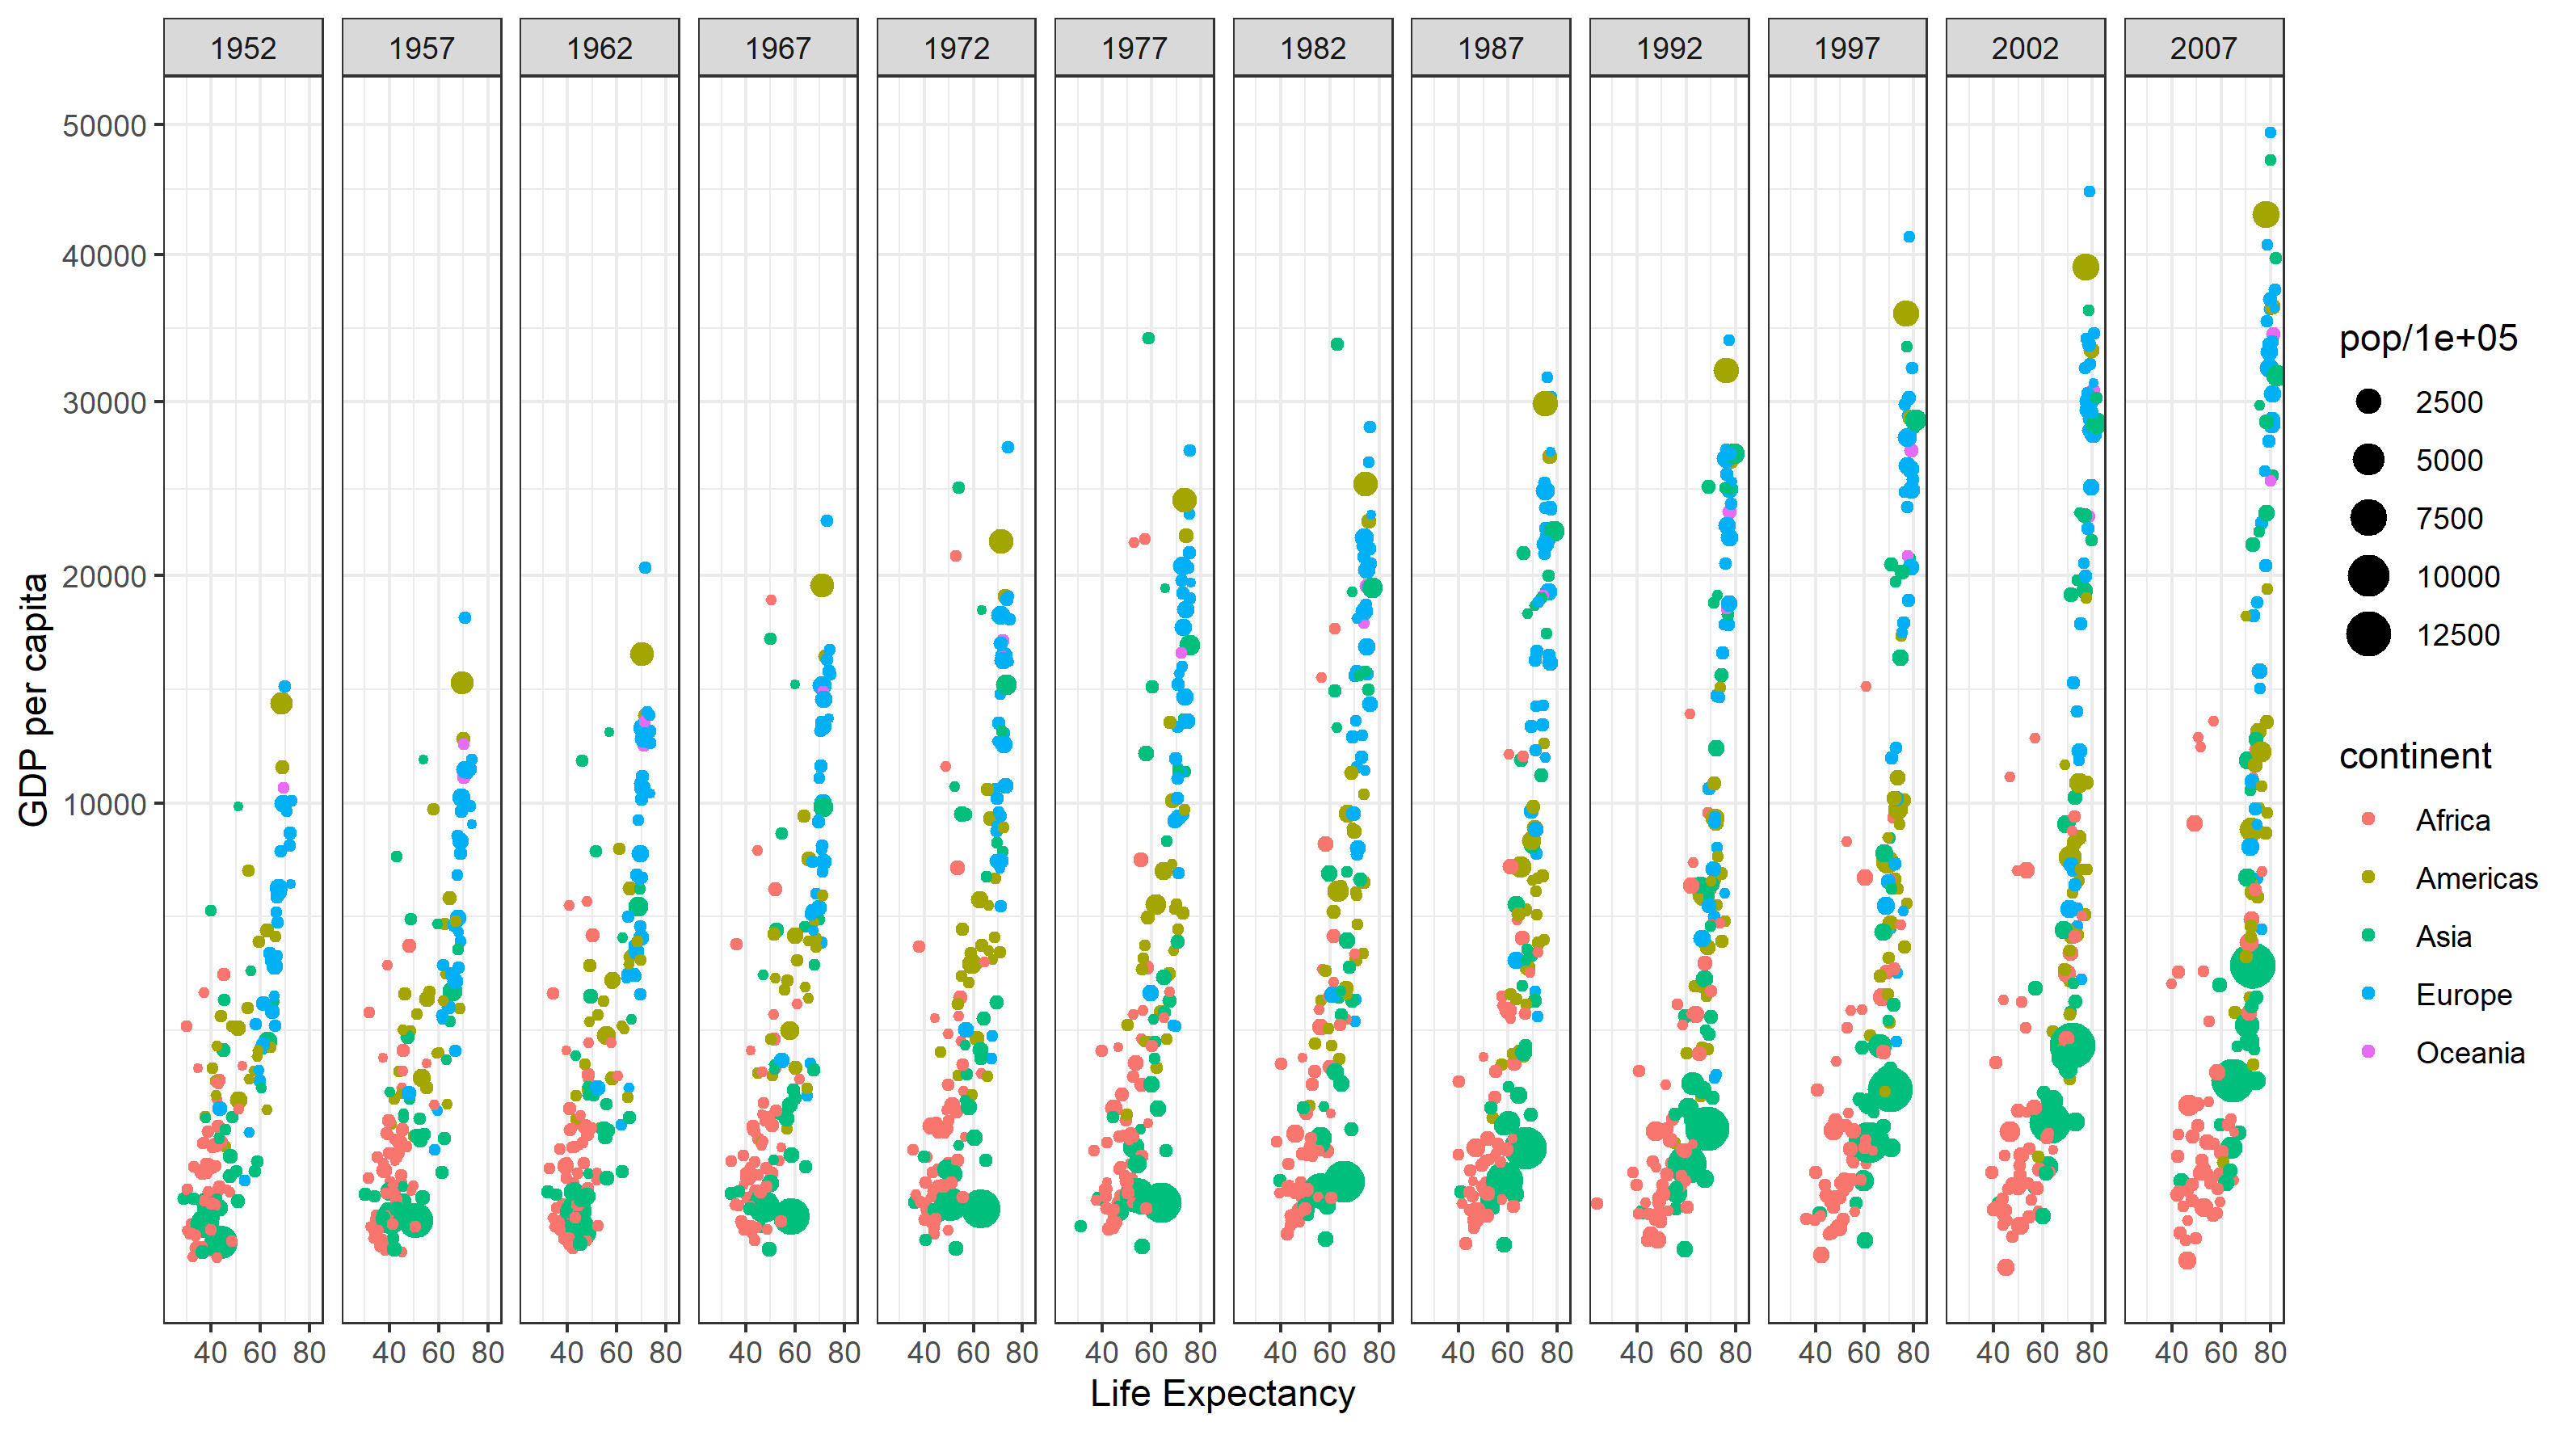 1952 1957 1962 1967 1972 1977 1982 1987 1992 1997 2002 2007
50000
40000
30000
20000
10000
GDP per capita
40 60 80 40 60 80 40 60 80 40 60 80 40 60 80 40 60 80 40 60 80 40 60 80 40 60 80 40 60 80 40 60 80 40 60 80
Life Expectancy
pop/1e+05
2500
5000
7500
10000
12500
continent
Africa
Americas
Asia
Europe
Oceania